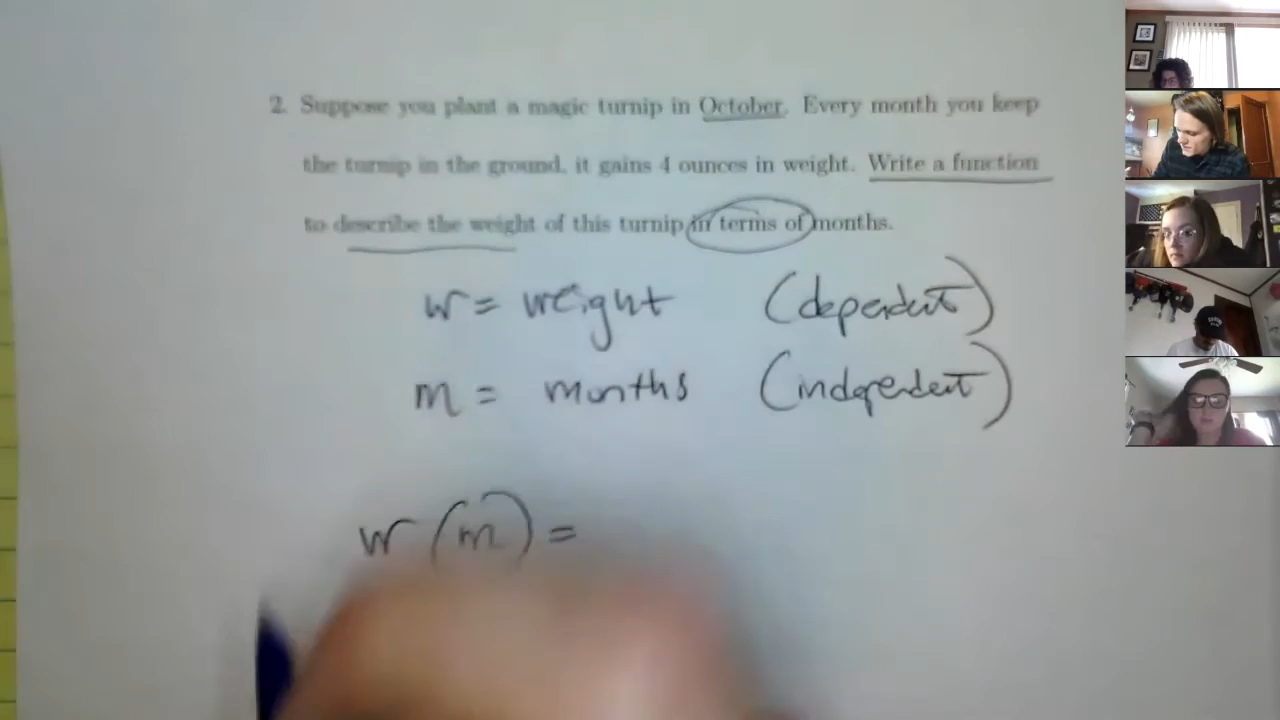 2. Suppose you plant a magic turnip in October. Every month you keep
the turnip in the ground, it gains 4 ounces in weight. Write a function
to describe the weight of this turnip in terms of months.
w = weight (dependent)
m = months (independent)
w (m) =